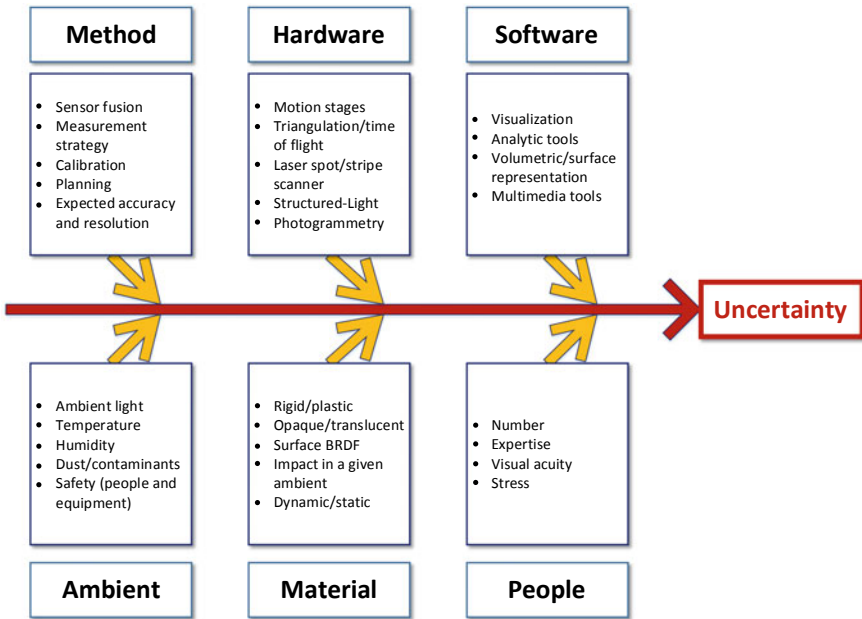 Method
Hardware
Software
• Sensor fusion
• Measurement
strategy
• Calibration
• Planning
• Expected accuracy
and resolution
• Motion stages
• Triangulation/time
of flight
• Laser spot/stripe
scanner
• Structured-Light
• Photogrammetry
• Visualization
• Analytic tools
• Volumetric/surface
representation
• Multimedia tools
Uncertainty
• Ambient light
• Temperature
• Humidity
• Dust/contaminants
• Safety (people and
equipment)
• Rigid/plastic
• Opaque/translucent
• Surface BRDF
• Impact in a given
ambient
• Dynamic/static
• Number
• Expertise
• Visual acuity
• Stress
Ambient
Material
People